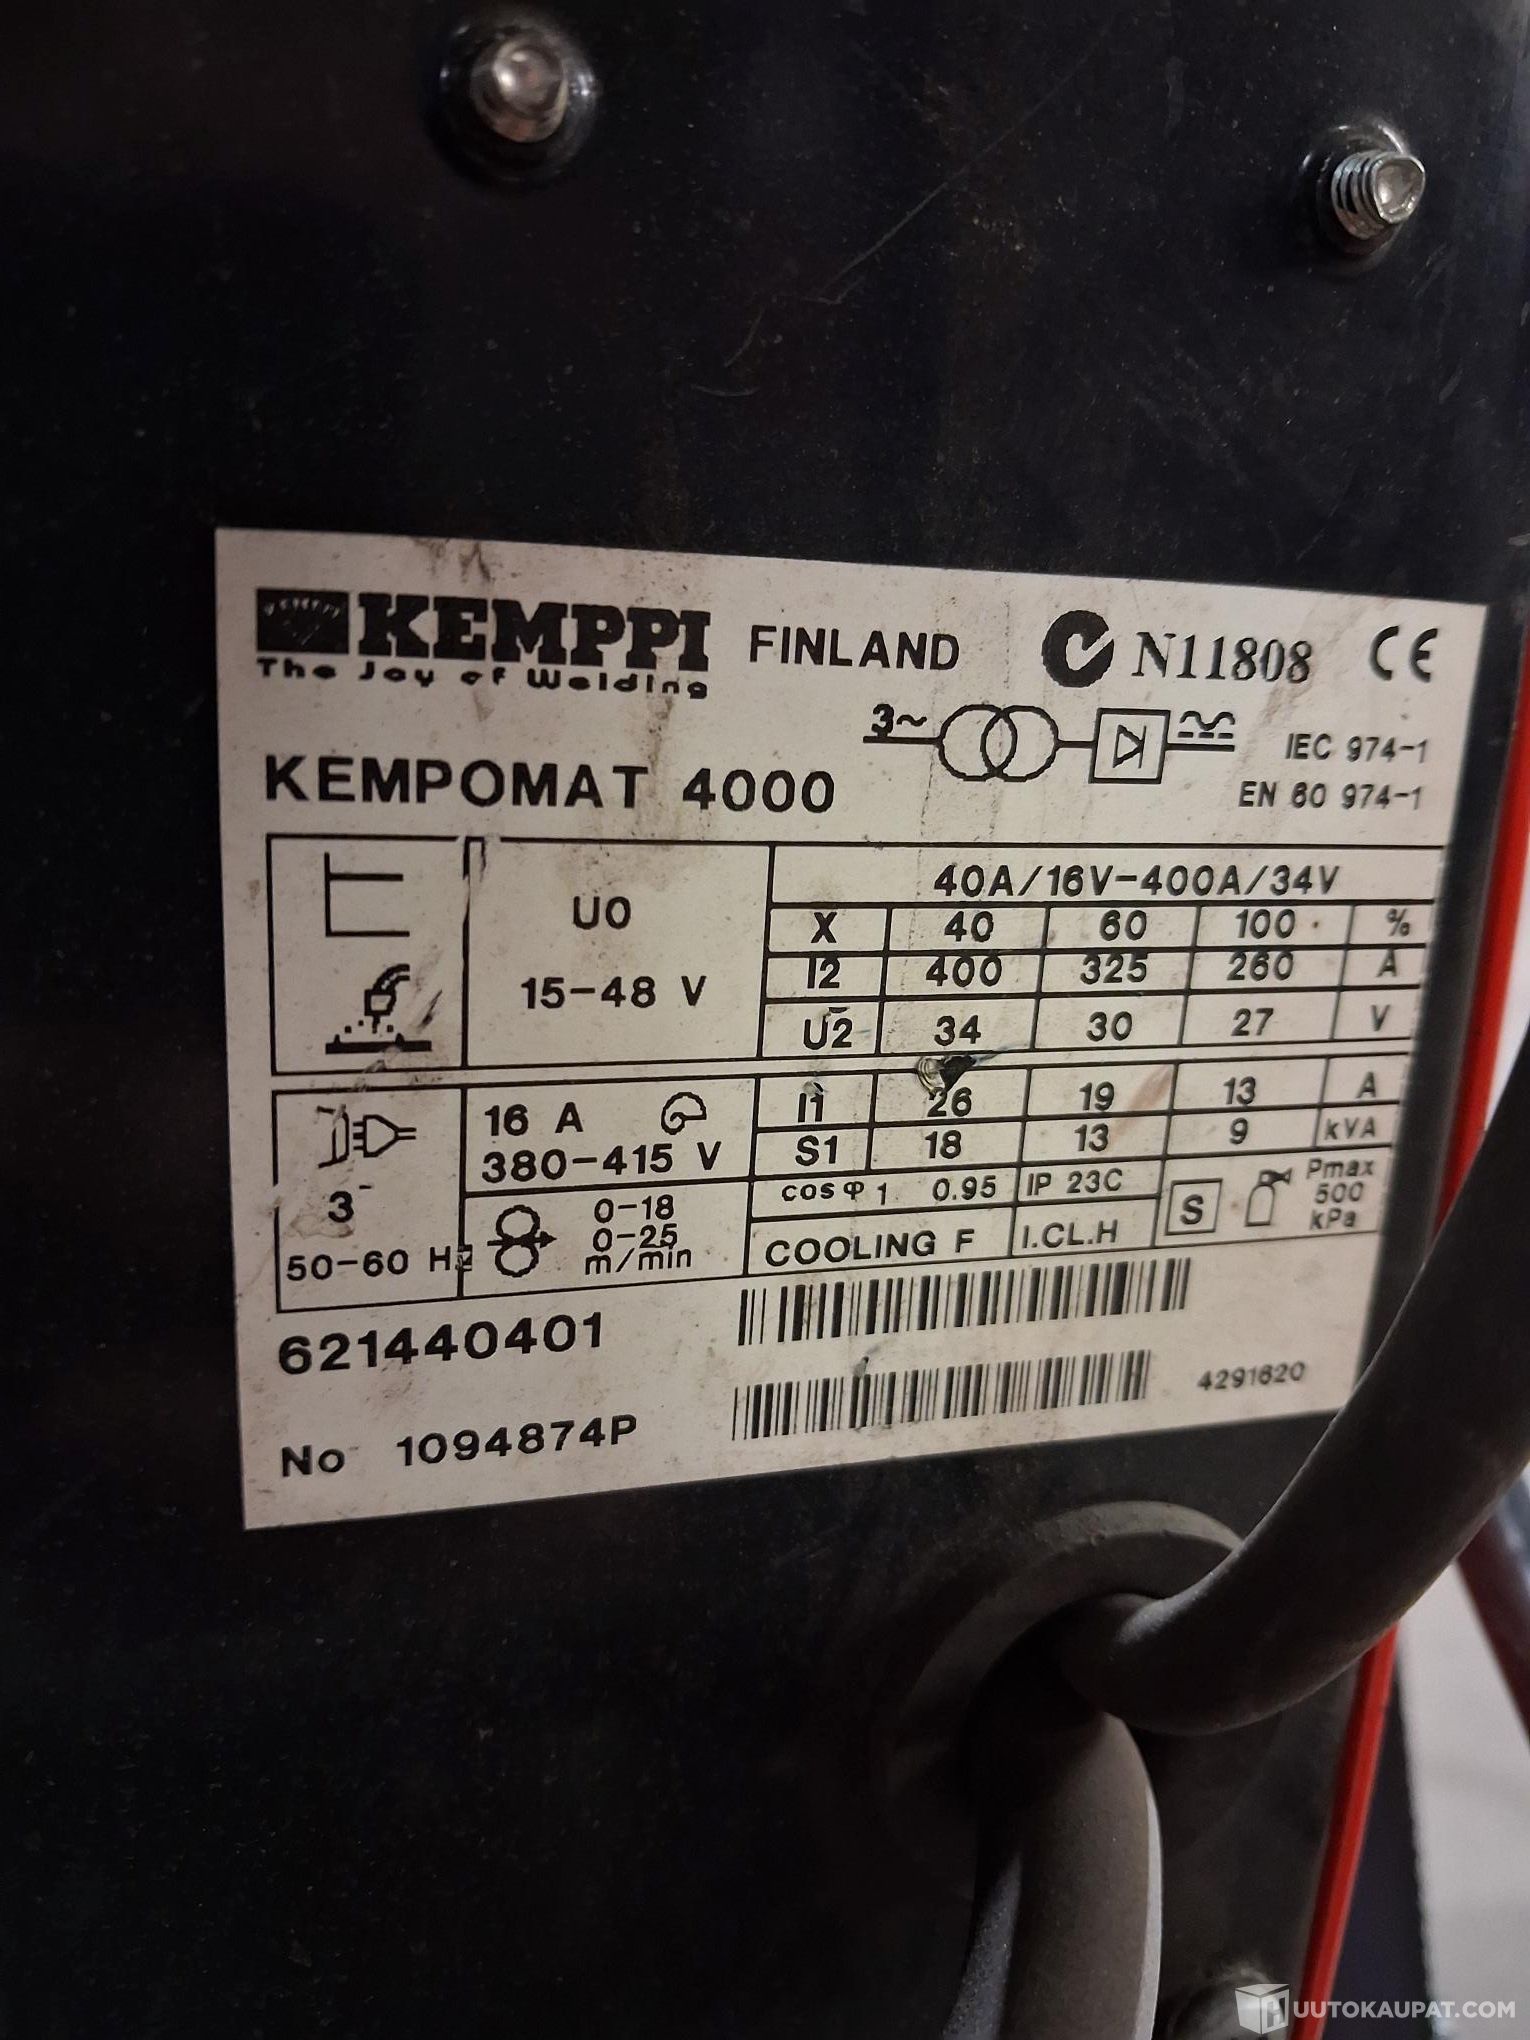 KEMPPI FINLAND N11808 CE
The Joy of Welding
3~
IEC 974-1
KEMPOMAT 4000
EN 60 974-1
40A/16V-400A/34V
U0
X 40 60 100 %
15-48 V
I2 400 325 260 A
U2 34 30 27 V
16 A
I1 26 19 13 A
380-415 V
S1 18 13 9 kVA
3~
0-18
cos φ 1 0.95 IP 23C
S
Pmax
500
kPa
0-25
m/min
50-60 Hz
COOLING F I.CL.H
621440401
No 1094874P
4291620
UUTOKAUPAT.COM